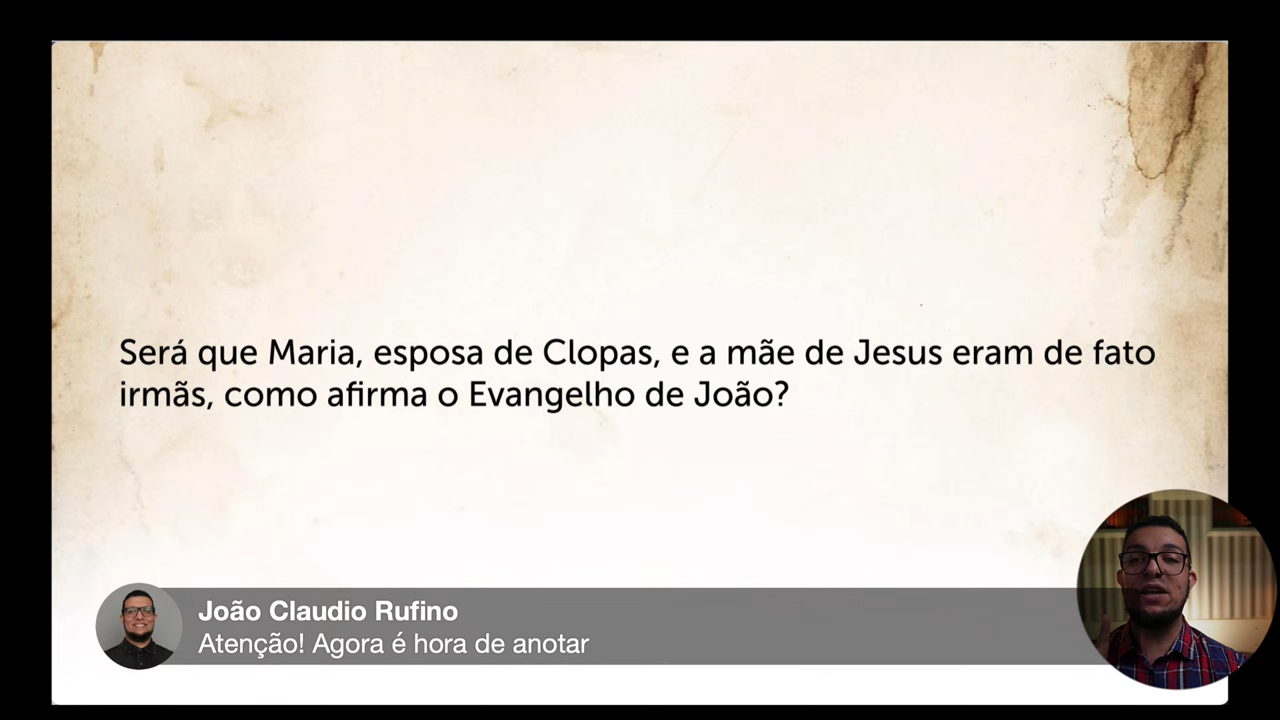 Será que Maria, esposa de Clopas, e a mãe de Jesus eram de fato
irmãs, como afirma o Evangelho de João?
João Claudio Rufino
Atenção! Agora é hora de anotar